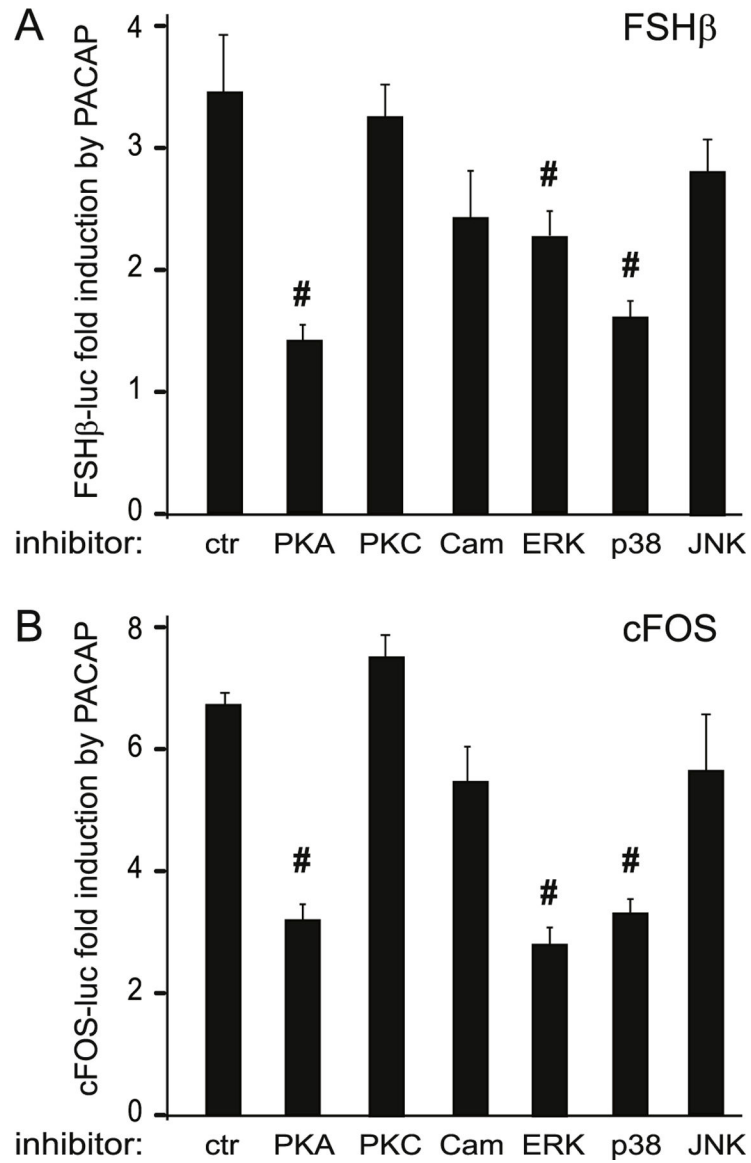 A
FSHβ
FSHβ-luc fold induction by PACAP
4
3
2
1
0
#
#
#
inhibitor: ctr PKA PKC Cam ERK p38 JNK
B
cFOS
cFOS-luc fold induction by PACAP
8
6
4
2
0
#
#
#
inhibitor: ctr PKA PKC Cam ERK p38 JNK